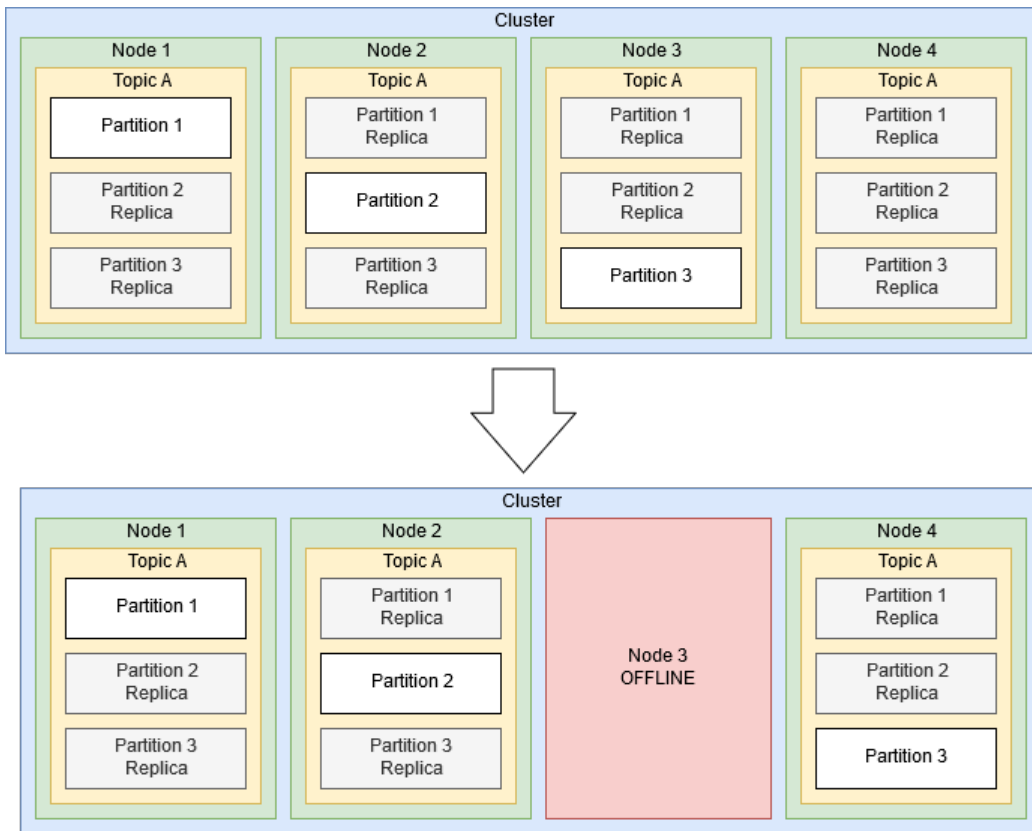 Cluster
Node 1
Topic A
Partition 1
Partition 2
Replica
Partition 3
Replica
Node 2
Topic A
Partition 1
Replica
Partition 2
Partition 3
Replica
Node 3
Topic A
Partition 1
Replica
Partition 2
Replica
Partition 3
Node 4
Topic A
Partition 1
Replica
Partition 2
Replica
Partition 3
Replica
Cluster
Node 1
Topic A
Partition 1
Partition 2
Replica
Partition 3
Replica
Node 2
Topic A
Partition 1
Replica
Partition 2
Partition 3
Replica
Node 3
OFFLINE
Node 4
Topic A
Partition 1
Replica
Partition 2
Replica
Partition 3